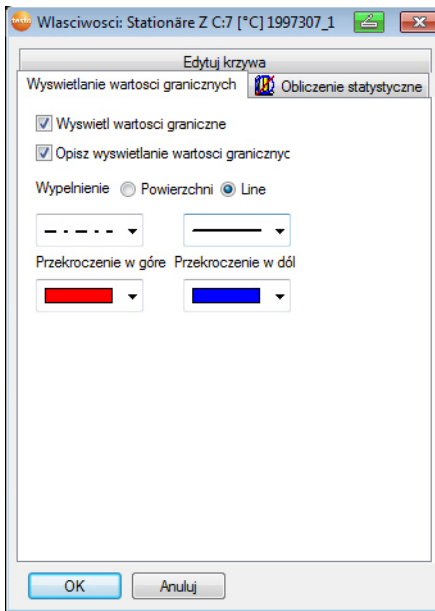 testo Wlasciwosci: Stationäre Z C:7 [°C] 1997307_1
Edytuj krzywa
Wyswietlanie wartosci granicznych Obliczenie statystyczne
Wyswietl wartosci graniczne
Opisz wyswietlanie wartosci granicznyc
Wypelnienie Powierzchni Line
Przekroczenie w góre Przekroczenie w dól
OK Anuluj